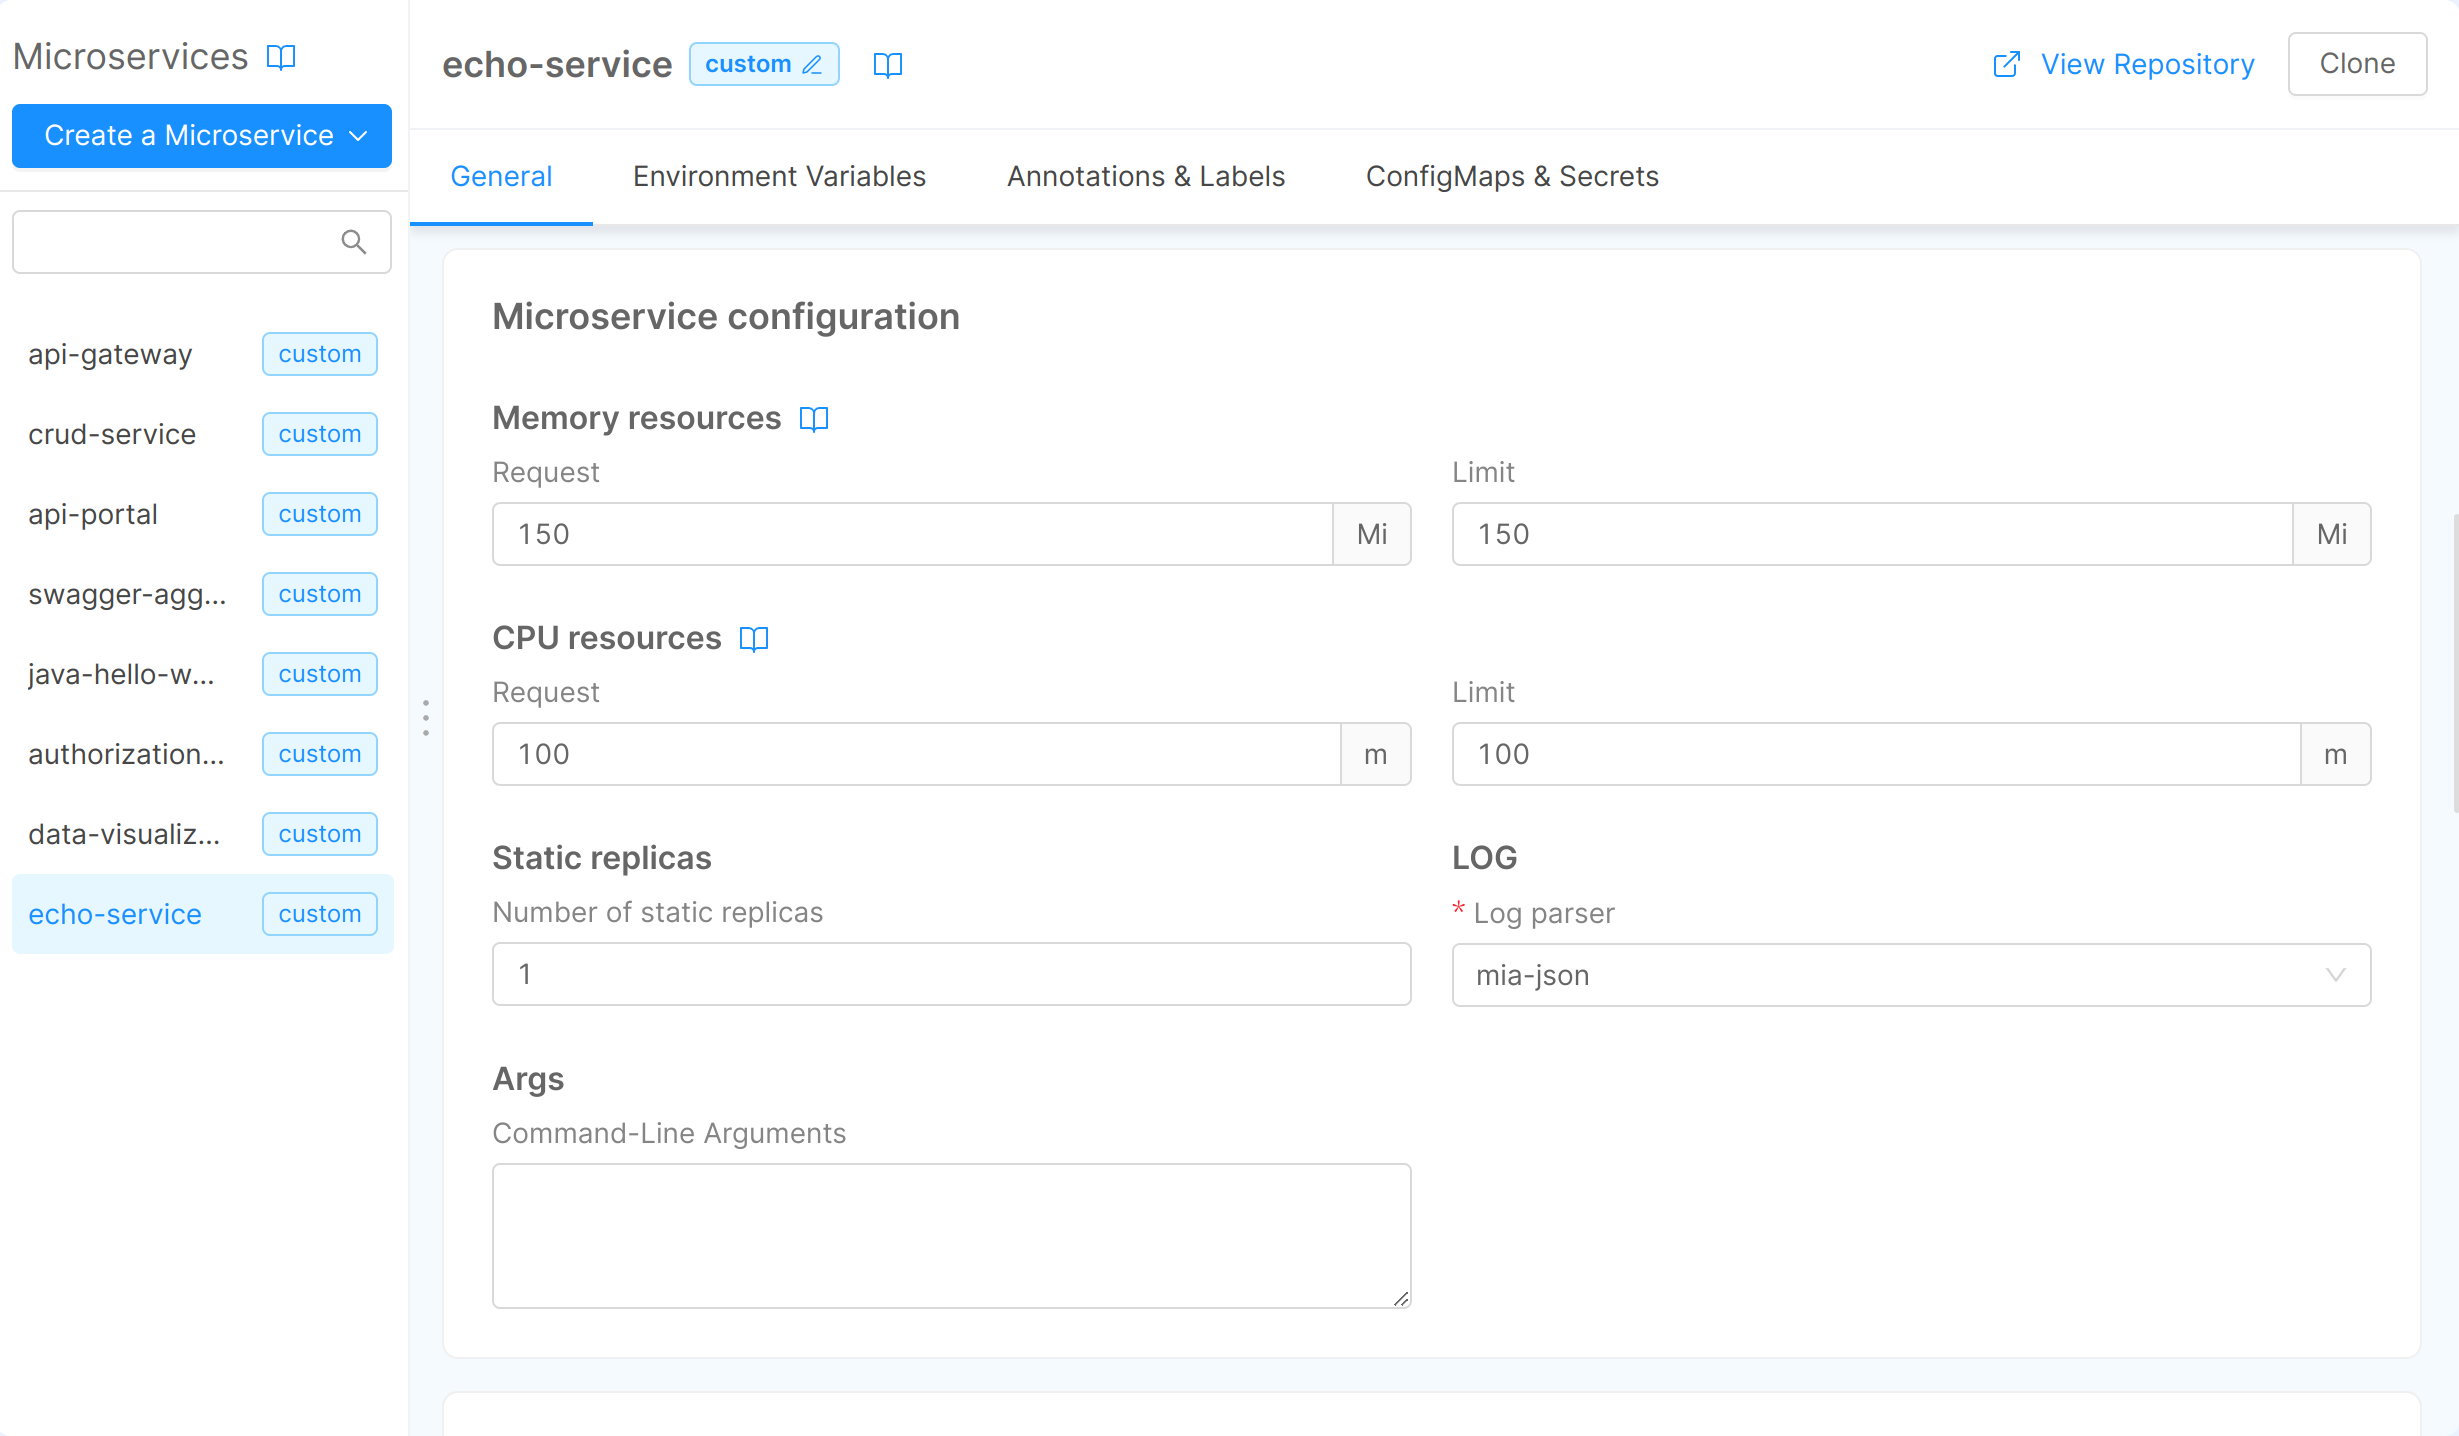 Microservices
Create a Microservice
api-gateway custom
crud-service custom
api-portal custom
swagger-agg... custom
java-hello-w... custom
authorization... custom
data-visualiz... custom
echo-service custom
echo-service custom
View Repository
Clone
General Environment Variables Annotations & Labels ConfigMaps & Secrets
Microservice configuration
Memory resources
Request Limit
150 Mi 150 Mi
CPU resources
Request Limit
100 m 100 m
Static replicas LOG
Number of static replicas * Log parser
1 mia-json
Args
Command-Line Arguments